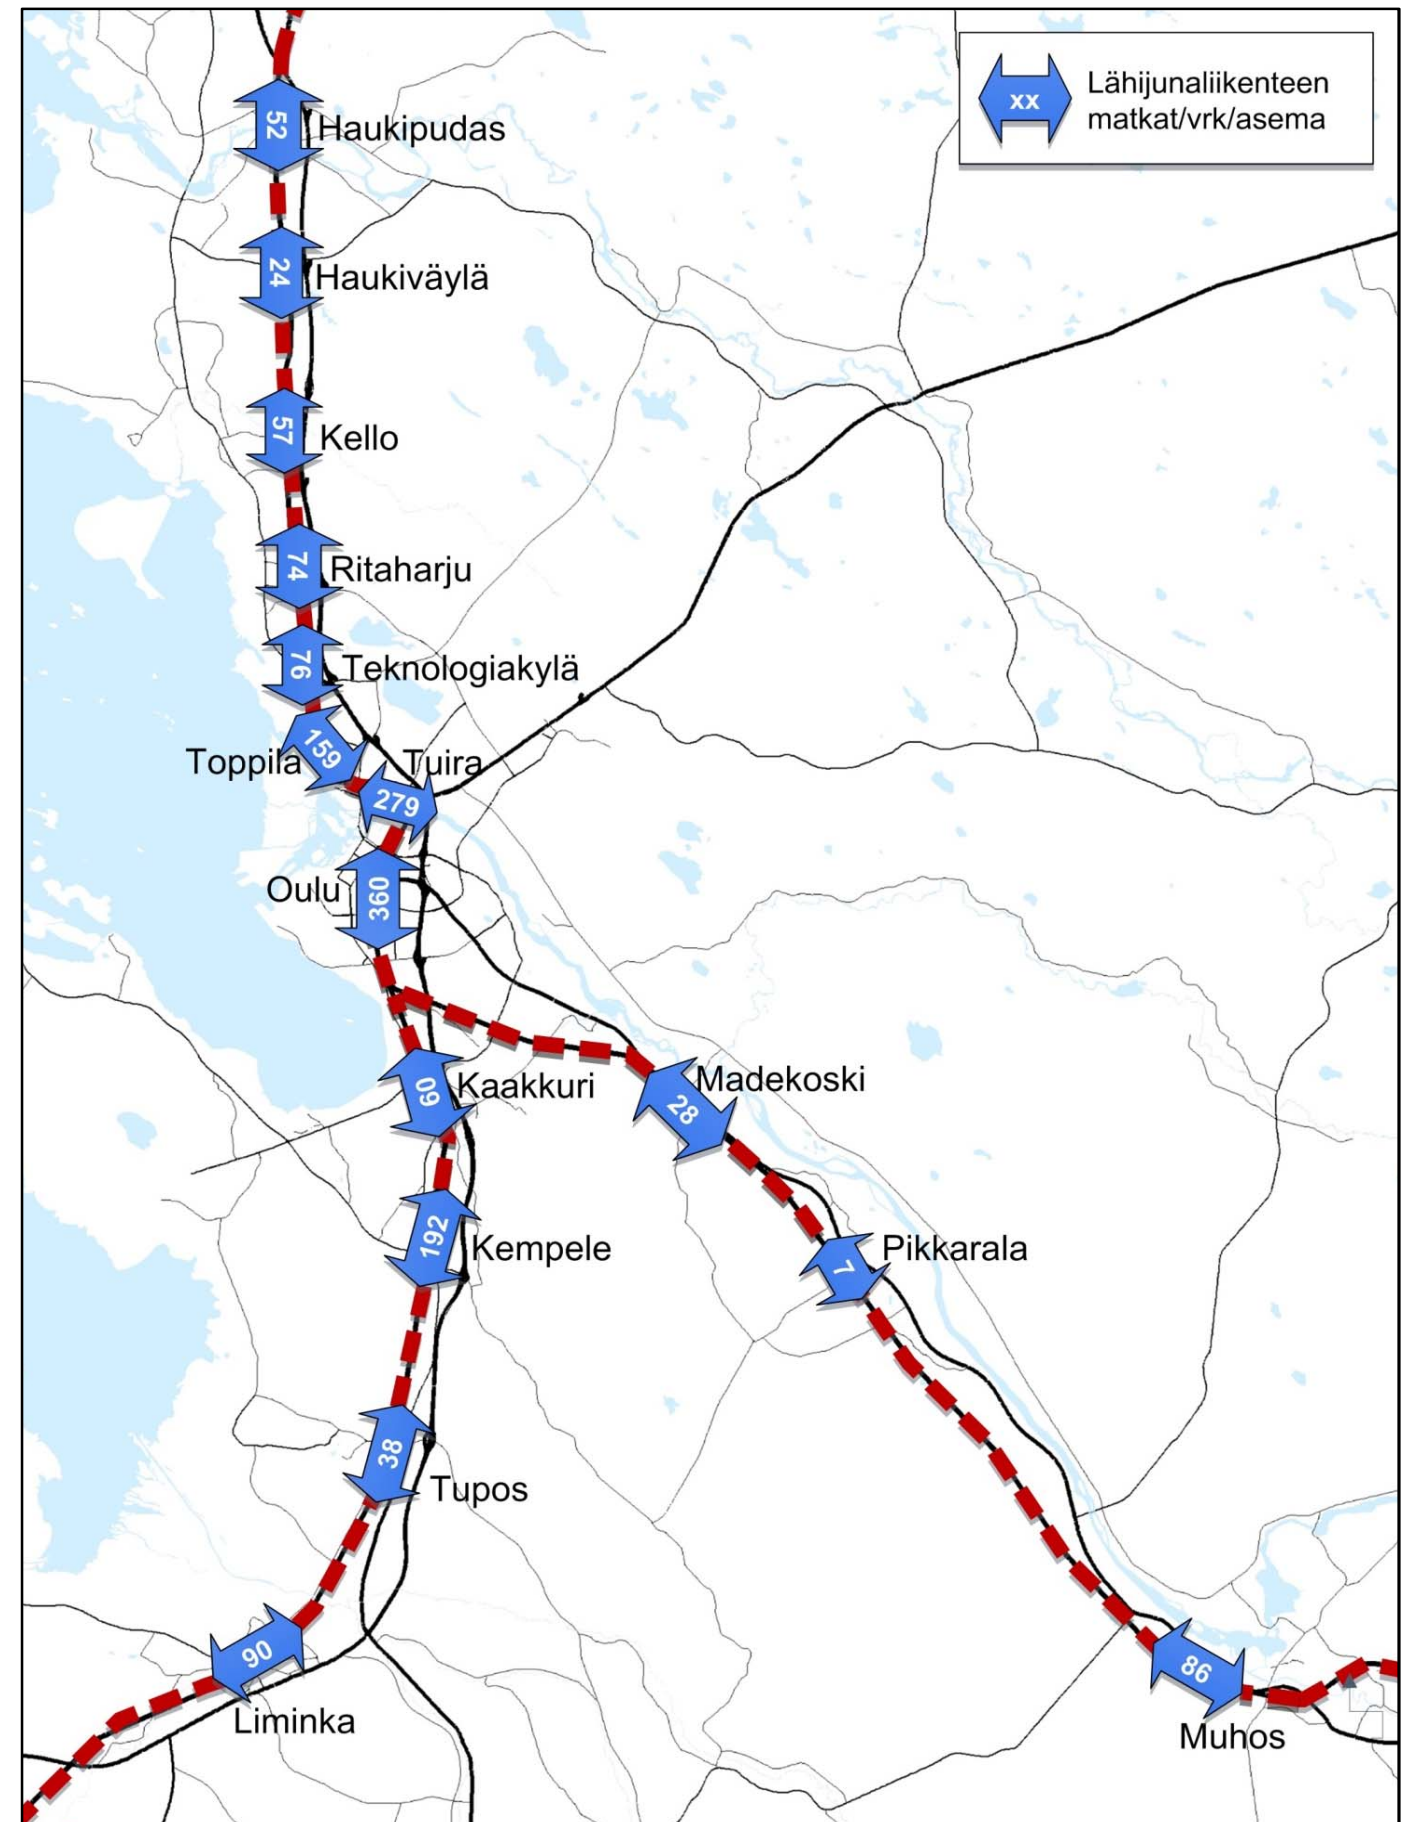 xx
Lähijunaliikenteen
matkat/vrk/asema
52
Haukipudas
24
Haukiväylä
57
Kello
74
Ritaharju
76
Teknologiakylä
Toppila
159
Tuira
279
Oulu
360
60
Kaakkuri
28
Madekoski
192
Kempele
7
Pikkarala
38
Tupos
90
Liminka
86
Muhos